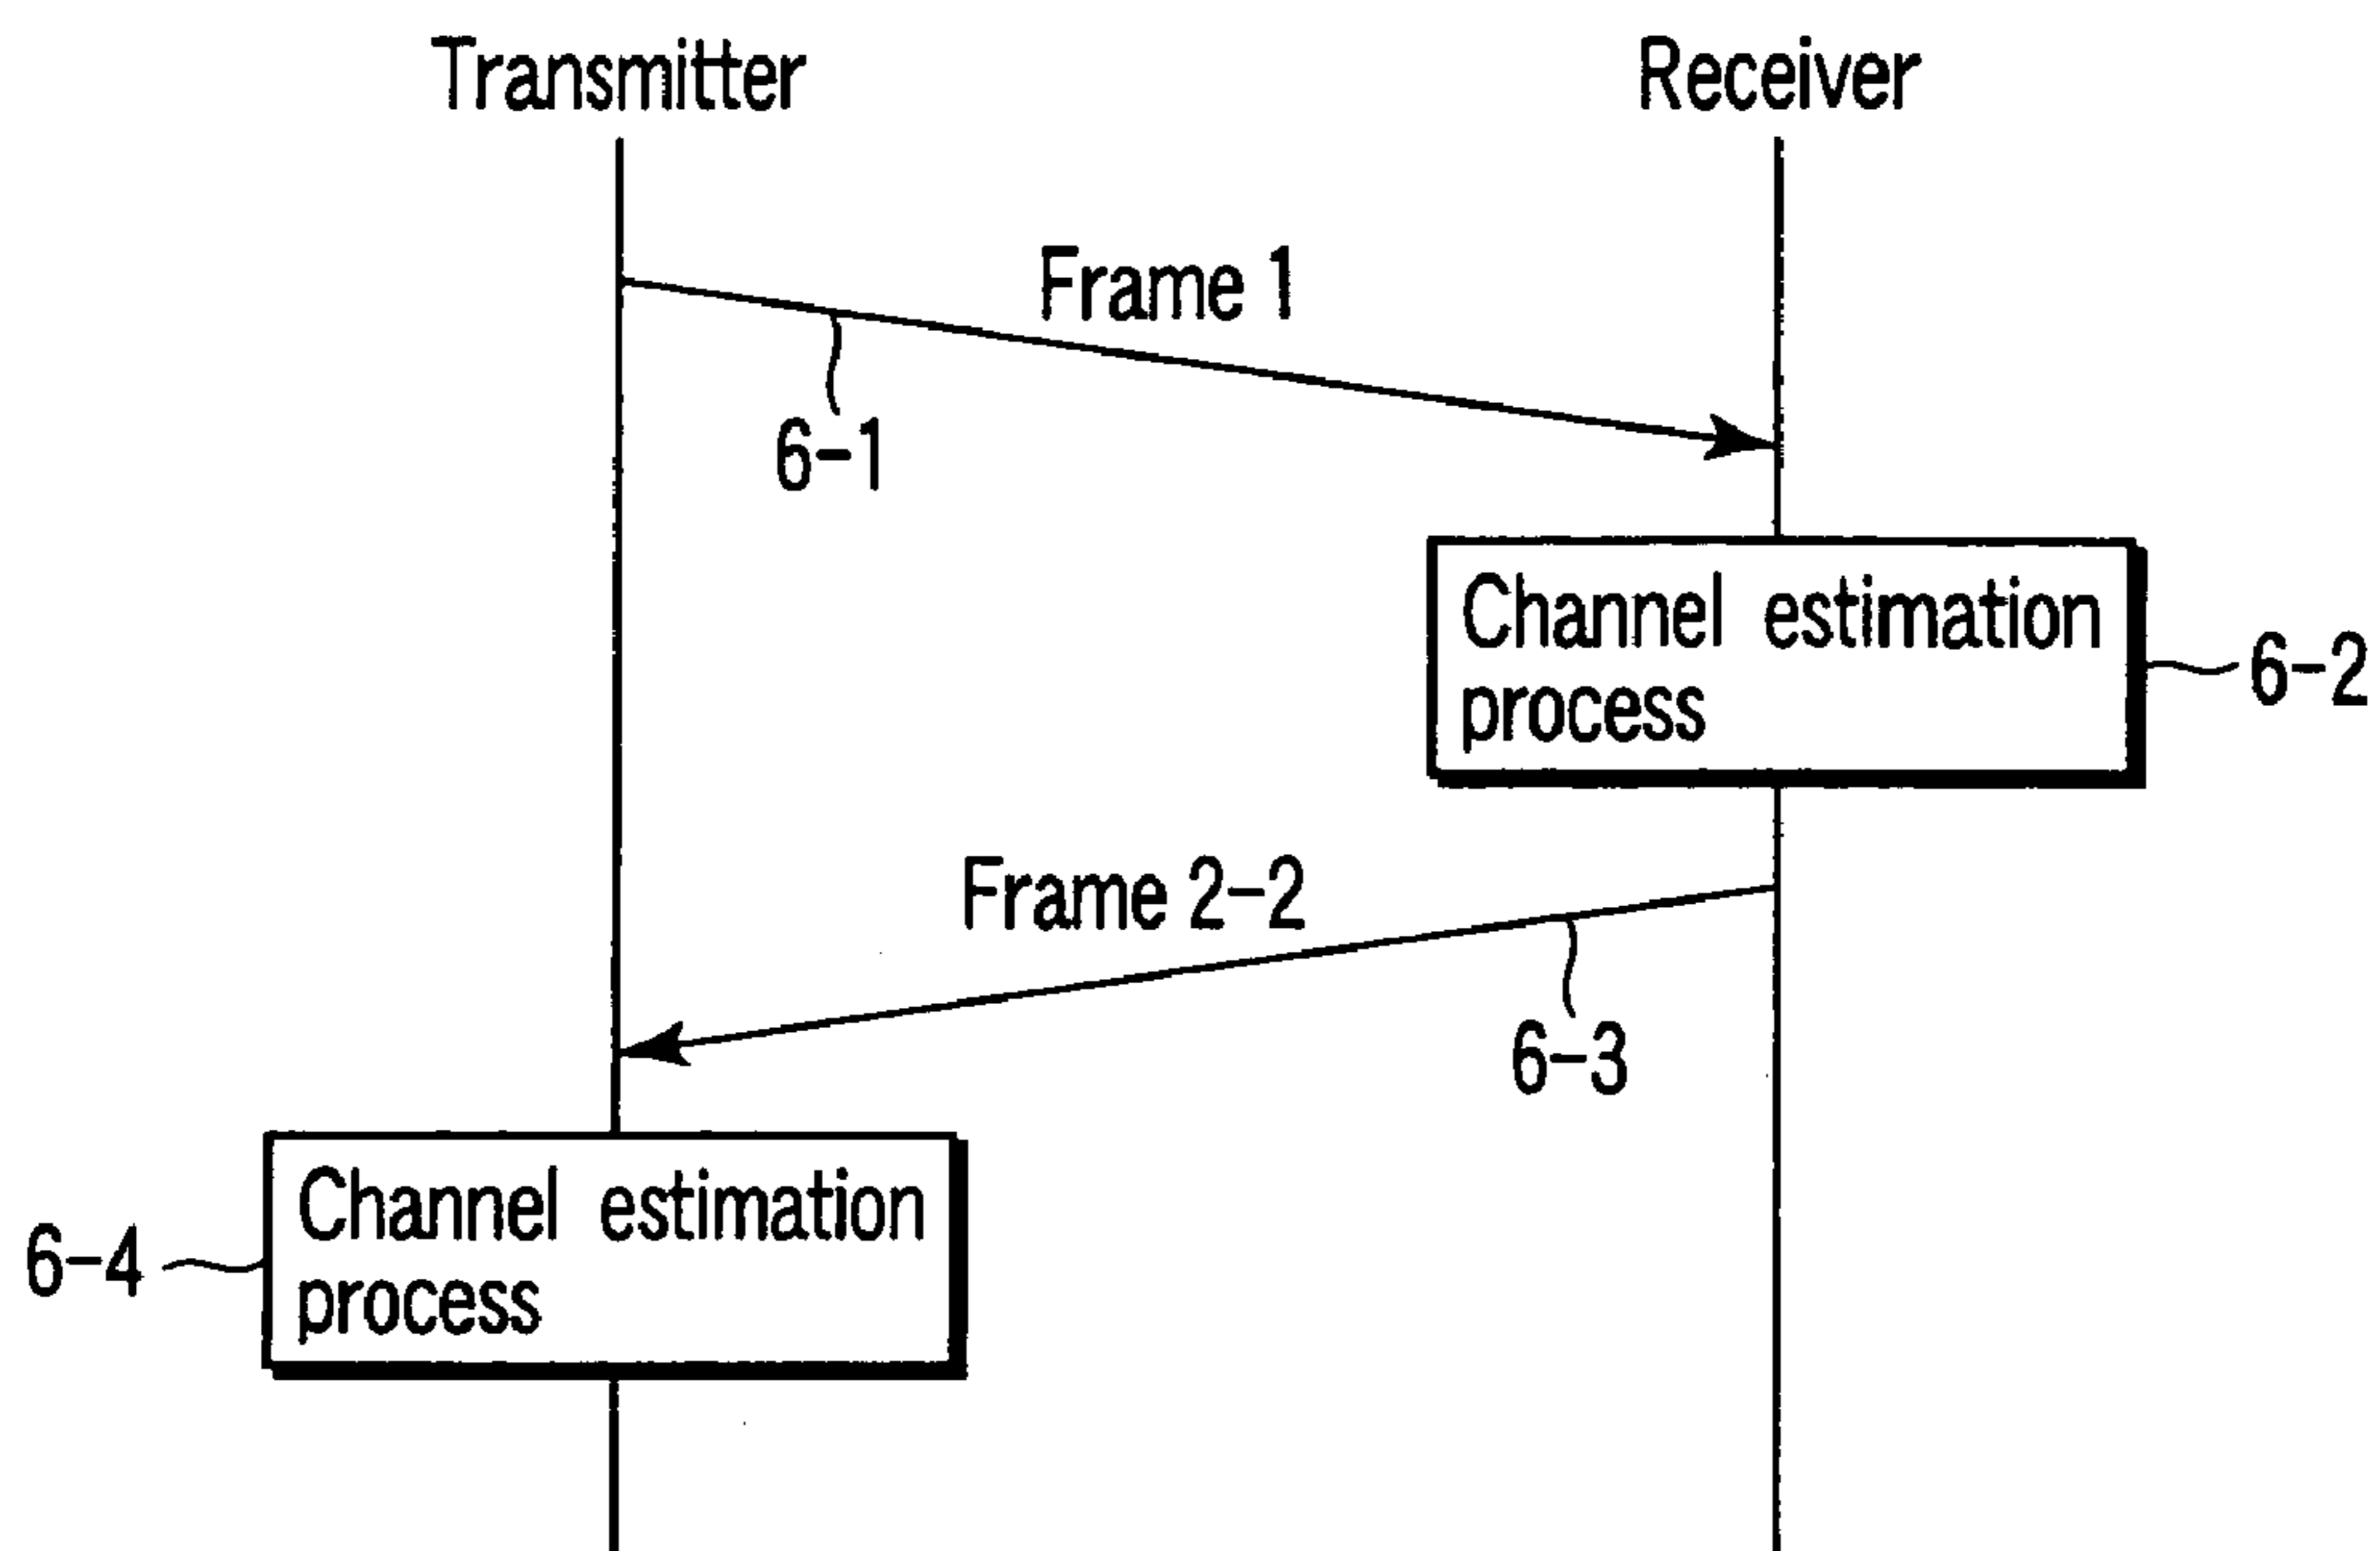 Transmitter
Receiver
Frame 1
6-1
Channel estimation
process
6-2
Frame 2-2
6-3
Channel estimation
process
6-4